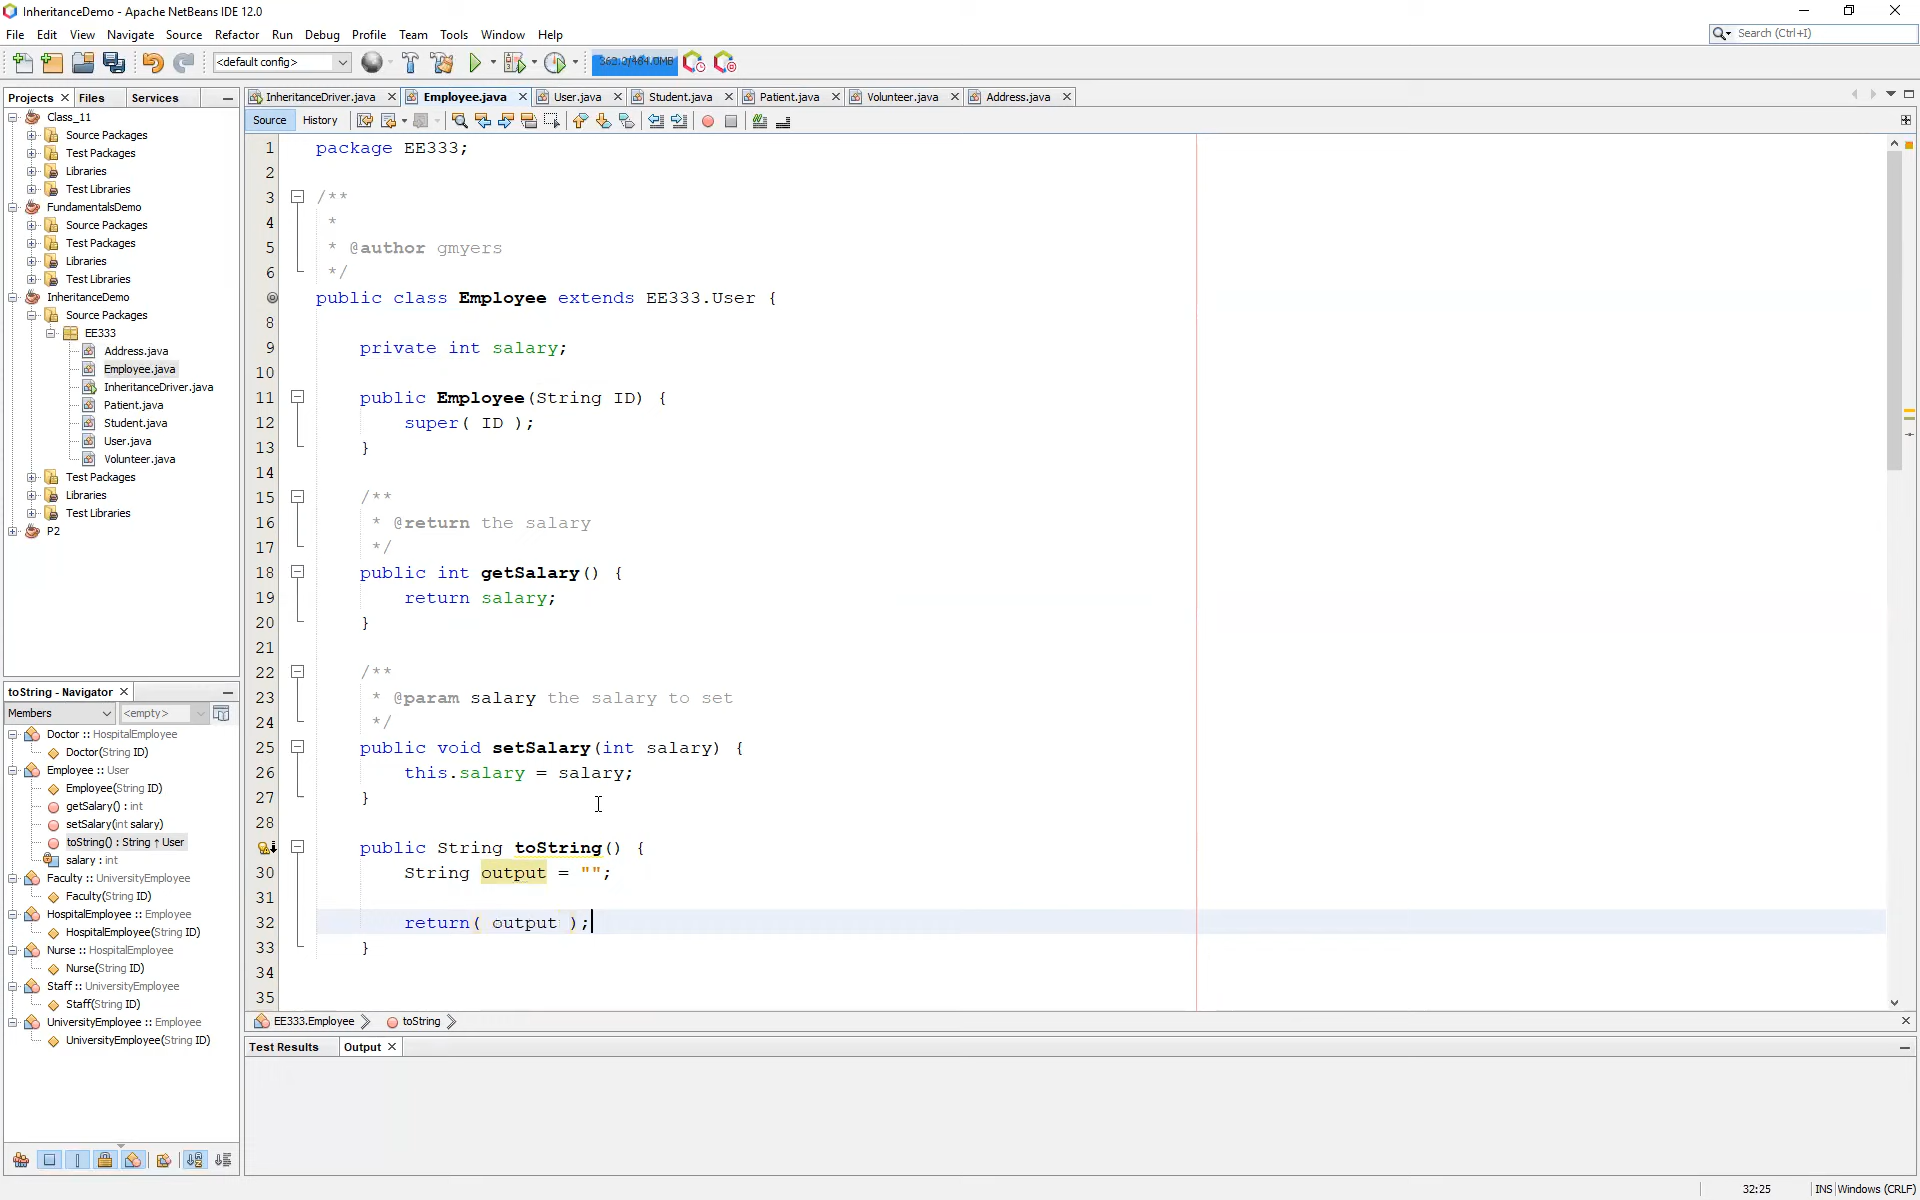 InheritanceDemo - Apache NetBeans IDE 12.0
File Edit View Navigate Source Refactor Run Debug Profile Team Tools Window Help
Search (Ctrl+I)
<default config>
362.0/484.0MB
Projects Files Services
InheritanceDriver.java Employee.java User.java Student.java Patient.java Volunteer.java Address.java
Source History
Class_11
Source Packages
Test Packages
Libraries
Test Libraries
FundamentalsDemo
Source Packages
Test Packages
Libraries
Test Libraries
InheritanceDemo
Source Packages
EE333
Address.java
Employee.java
InheritanceDriver.java
Patient.java
Student.java
User.java
Volunteer.java
Test Packages
Libraries
Test Libraries
P2
toString - Navigator
Members <empty>
Doctor :: HospitalEmployee
Doctor(String ID)
Employee :: User
Employee(String ID)
getSalary() : int
setSalary(int salary)
toString() : String ↑ User
salary : int
Faculty :: UniversityEmployee
Faculty(String ID)
HospitalEmployee :: Employee
HospitalEmployee(String ID)
Nurse :: HospitalEmployee
Nurse(String ID)
Staff :: UniversityEmployee
Staff(String ID)
UniversityEmployee :: Employee
UniversityEmployee(String ID)
1 package EE333;
2
3 /**
4 *
5 * @author gmyers
6 */
public class Employee extends EE333.User {
8
9 private int salary;
10
11 public Employee(String ID) {
12 super( ID );
13 }
14
15 /**
16 * @return the salary
17 */
18 public int getSalary() {
19 return salary;
20 }
21
22 /**
23 * @param salary the salary to set
24 */
25 public void setSalary(int salary) {
26 this.salary = salary;
27 }
28
public String toString() {
30 String output = "";
31
32 return( output );
33 }
34
35
EE333.Employee toString
Test Results Output
32:25 INS Windows (CRLF)